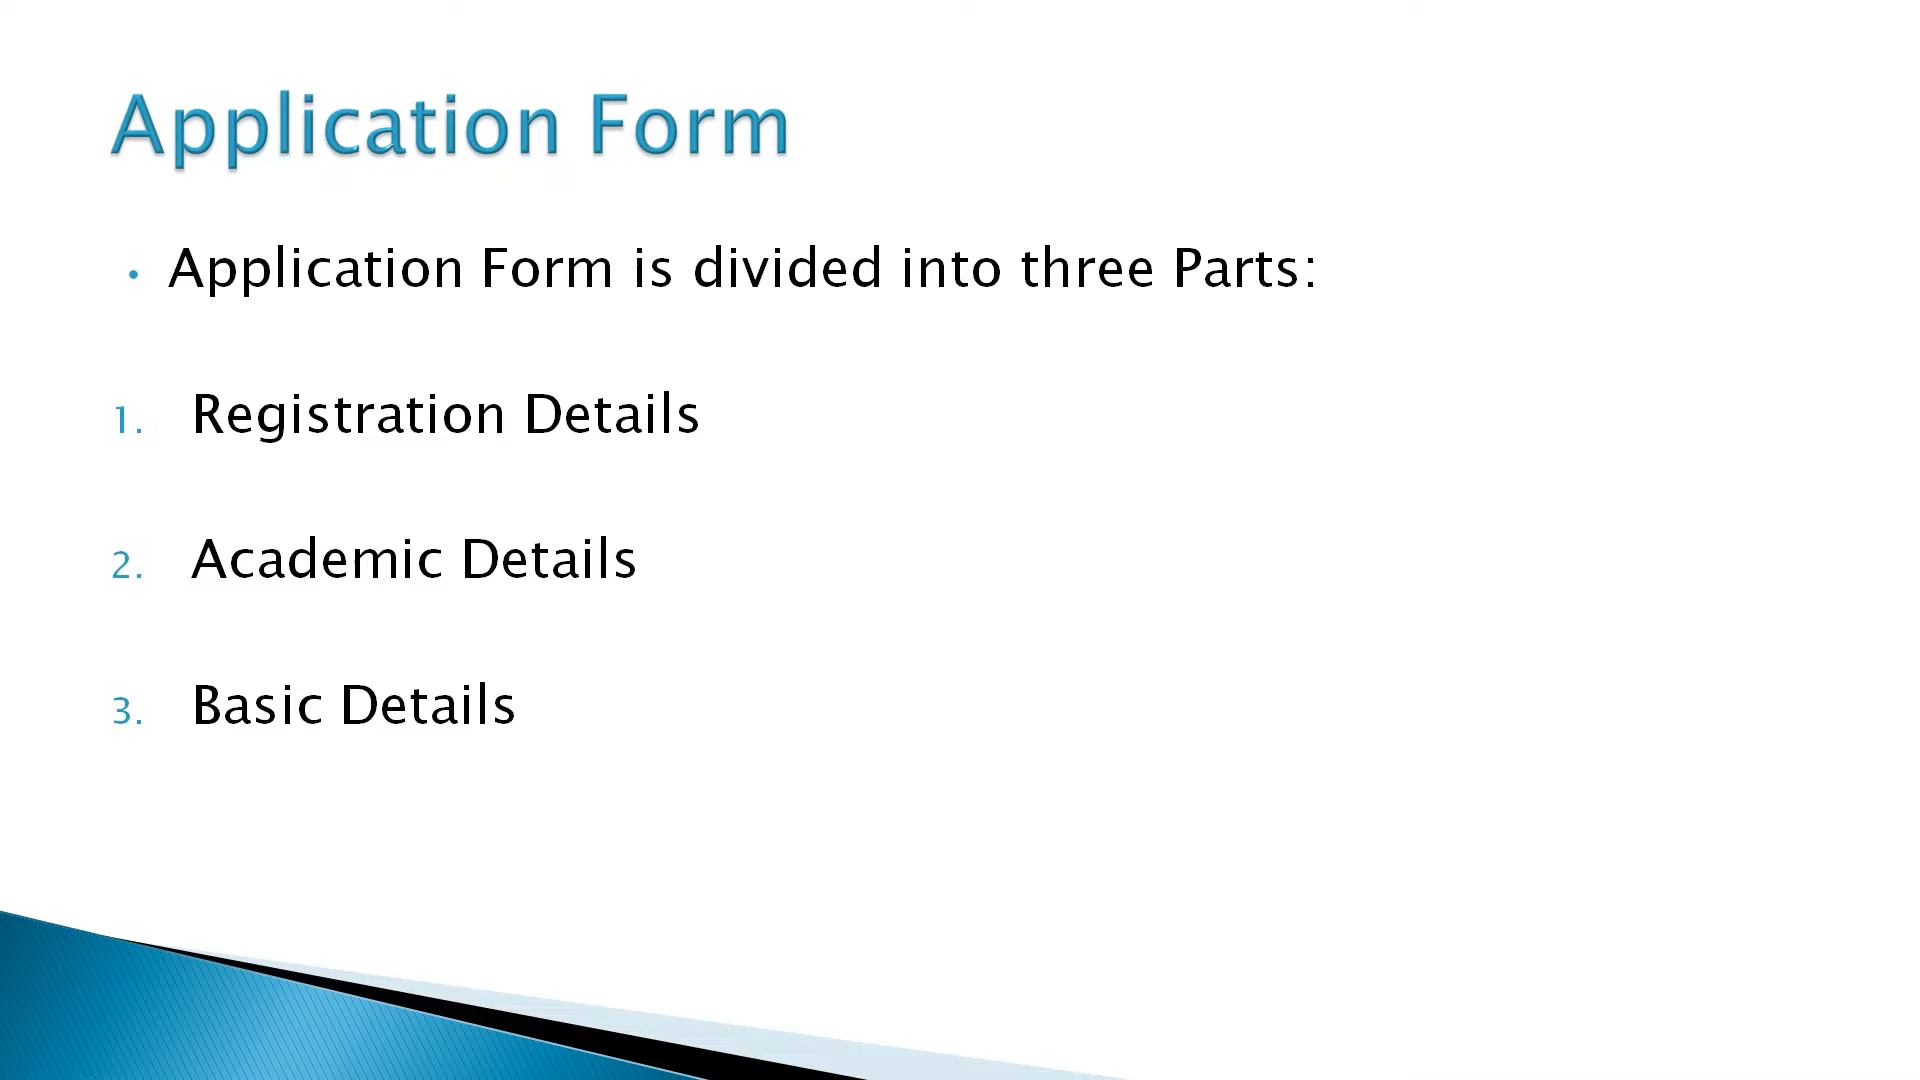 Application Form
• Application Form is divided into three Parts:
1. Registration Details
2. Academic Details
3. Basic Details